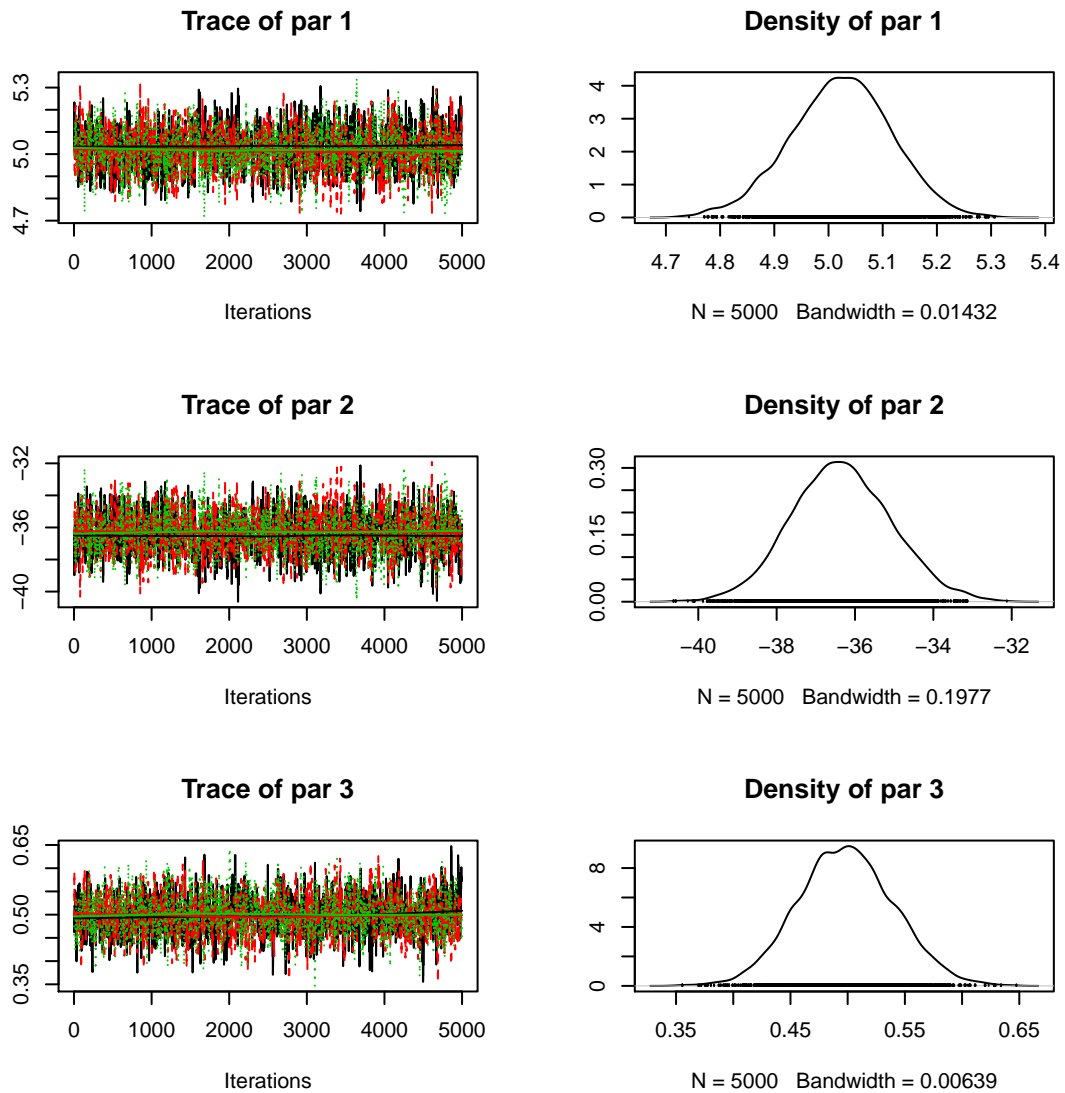 Trace of par 1
5.3
5.0
4.7
0 1000 2000 3000 4000 5000
Iterations
Density of par 1
4
3
2
1
0
4.7 4.8 4.9 5.0 5.1 5.2 5.3 5.4
N = 5000 Bandwidth = 0.01432
Trace of par 2
−32
−36
−40
0 1000 2000 3000 4000 5000
Iterations
Density of par 2
0.30
0.15
0.00
−40 −38 −36 −34 −32
N = 5000 Bandwidth = 0.1977
Trace of par 3
0.65
0.50
0.35
0 1000 2000 3000 4000 5000
Iterations
Density of par 3
8
4
0
0.35 0.45 0.55 0.65
N = 5000 Bandwidth = 0.00639